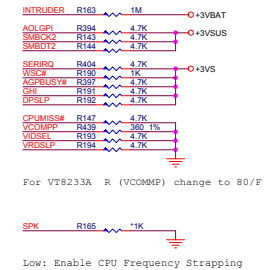 INTRUDER R163 1M +3VBAT
AOLGPI R394 4.7K +3VSUS
SMBCK2 R143 4.7K
SMBDT2 R144 4.7K
SERIRQ R404 4.7K +3VS
WSC# R190 1K
AGPBUSY# R397 4.7K
GHI R191 4.7K
DPSLP R192 4.7K
CPUMISS# R147 4.7K
VCOMPP R439 360 1%
VIDSEL R193 4.7K
VRDSLP R194 4.7K
For VT8233A R (VCOMMP) change to 80/F
SPK R165 *1K
Low: Enable CPU Frequency Strapping